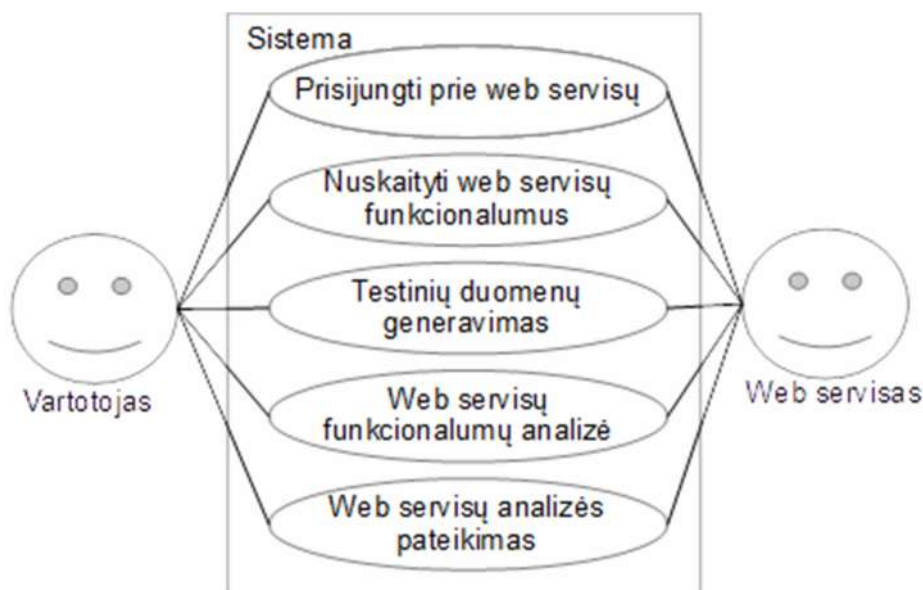 Sistema
Prisijungti prie web servisų
Nuskaityti web servisų
funkcionalumus
Testinių duomenų
generavimas
Vartotojas
Web servisas
Web servisų
funkcionalumų analizė
Web servisų analizės
pateikimas